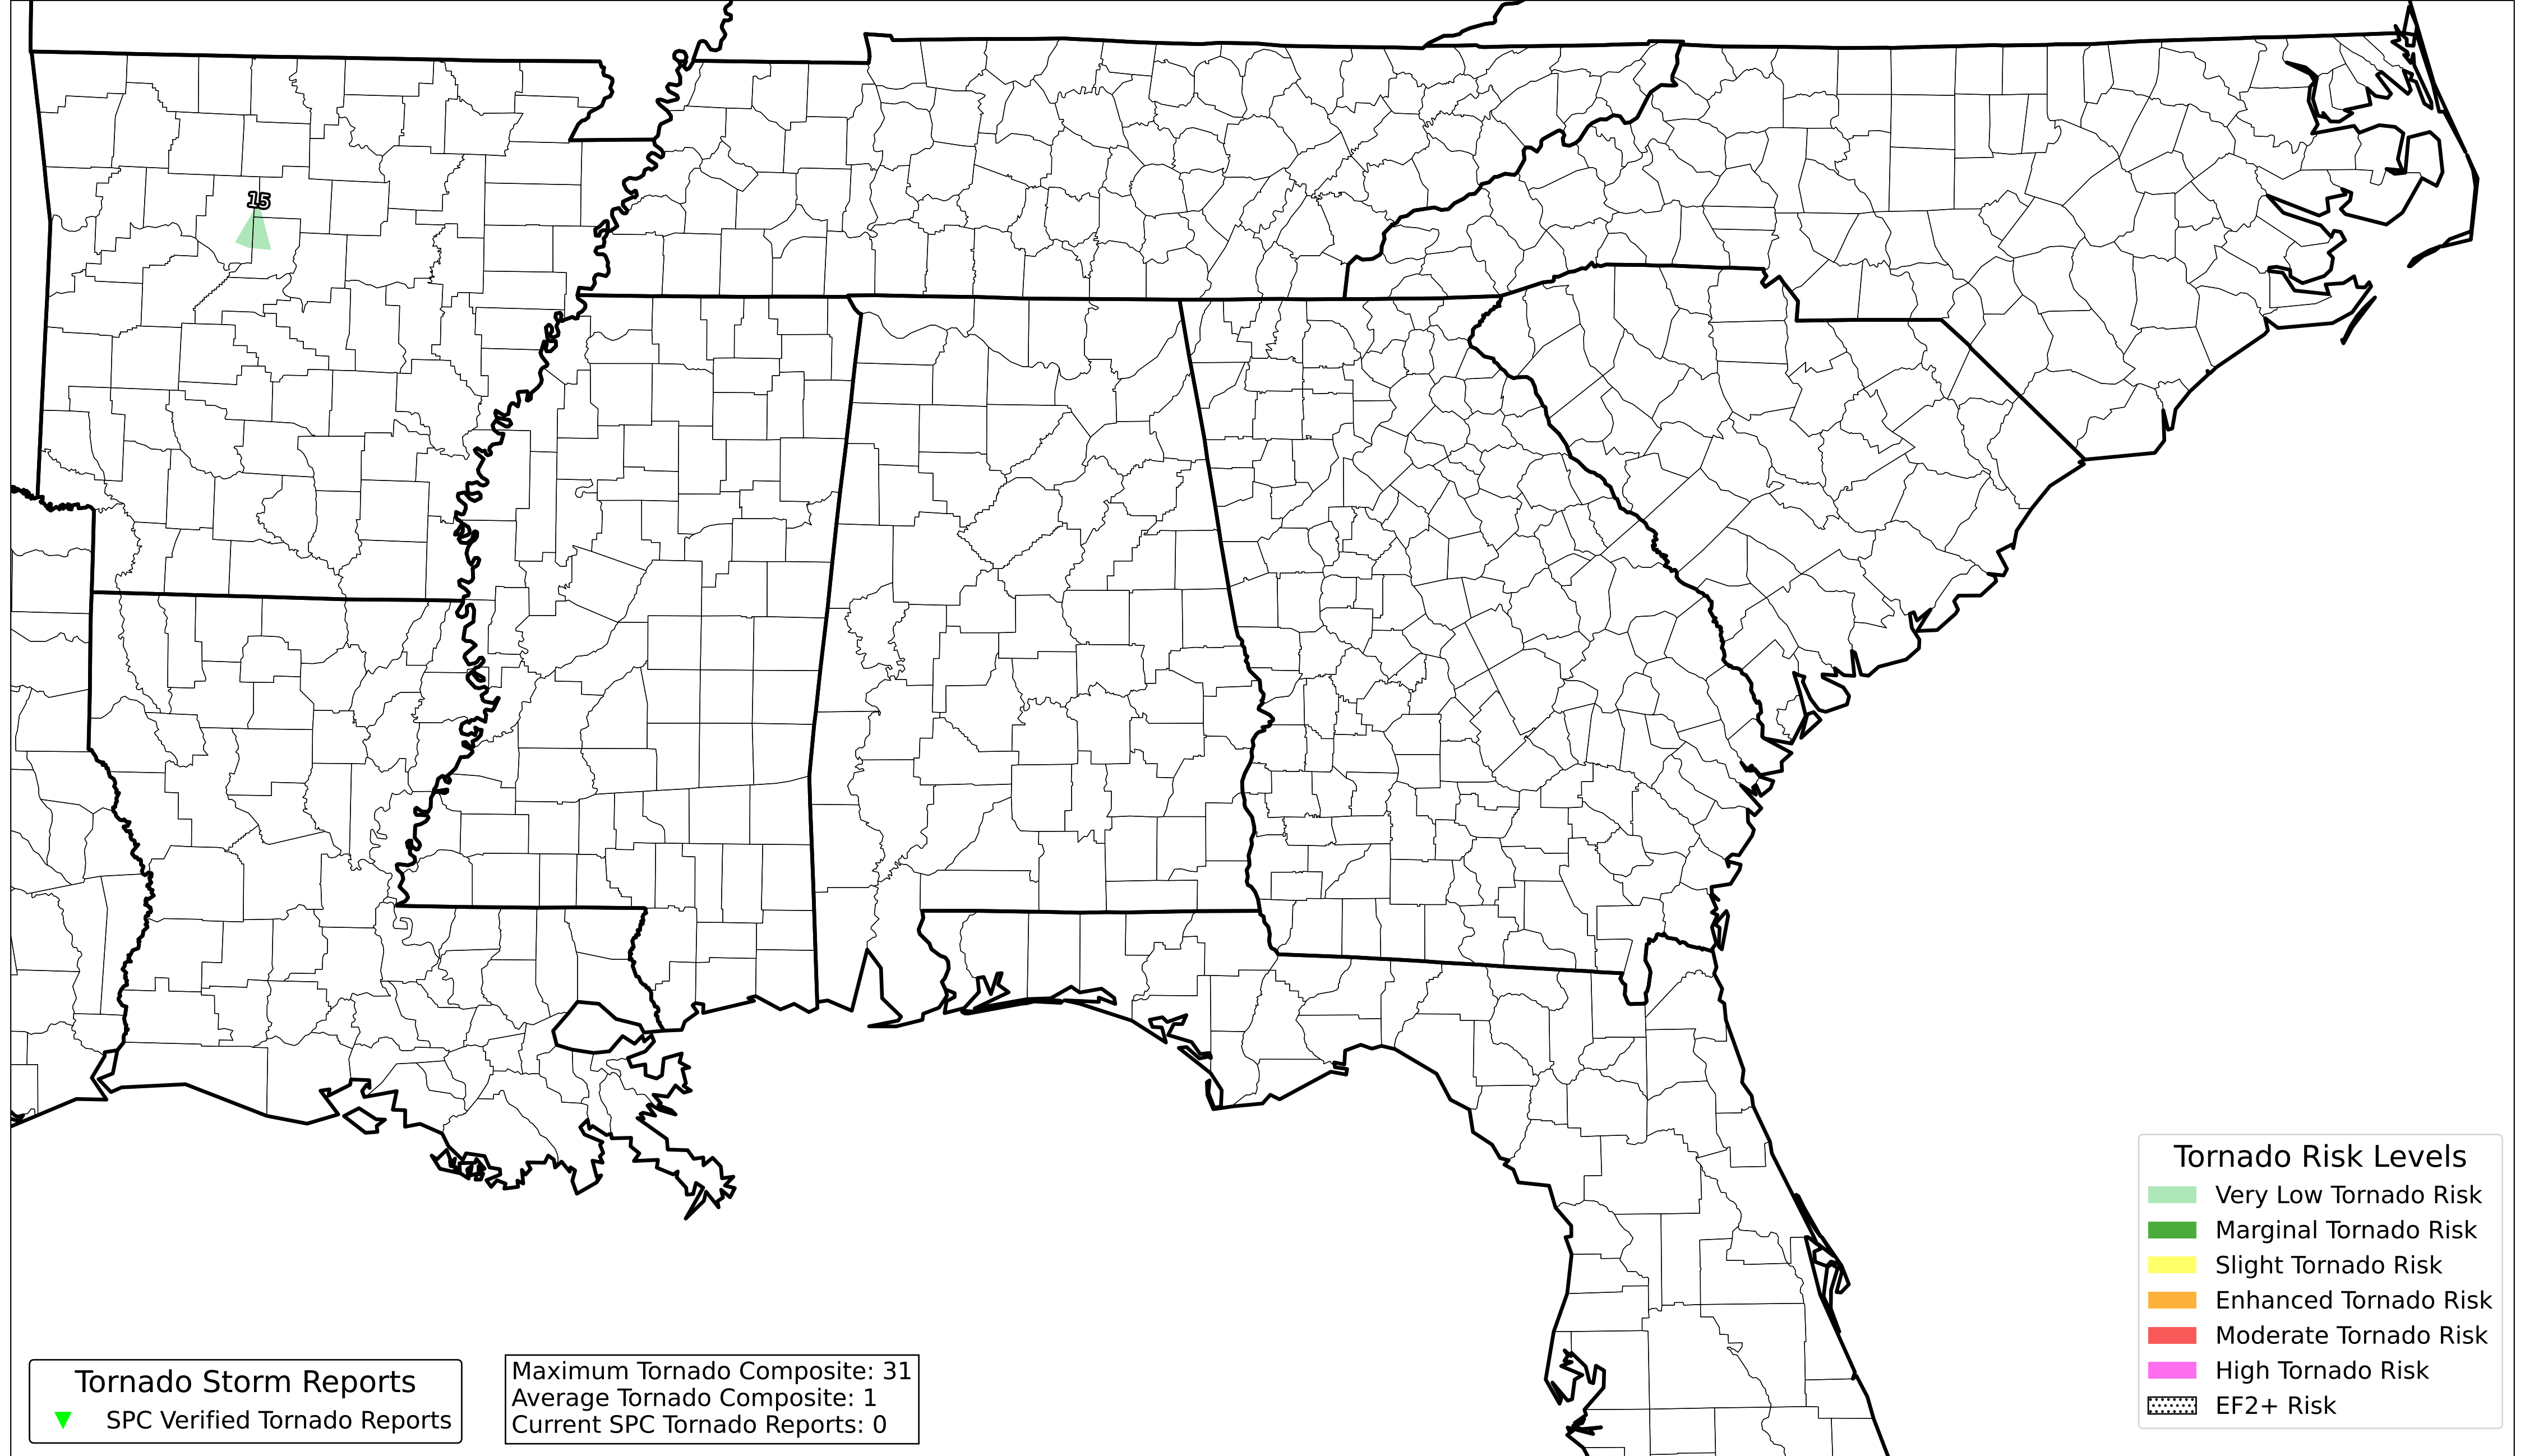 15
Tornado Risk Levels
Very Low Tornado Risk
Marginal Tornado Risk
Slight Tornado Risk
Enhanced Tornado Risk
Moderate Tornado Risk
High Tornado Risk
EF2+ Risk
Tornado Storm Reports
SPC Verified Tornado Reports
Maximum Tornado Composite: 31
Average Tornado Composite: 1
Current SPC Tornado Reports: 0